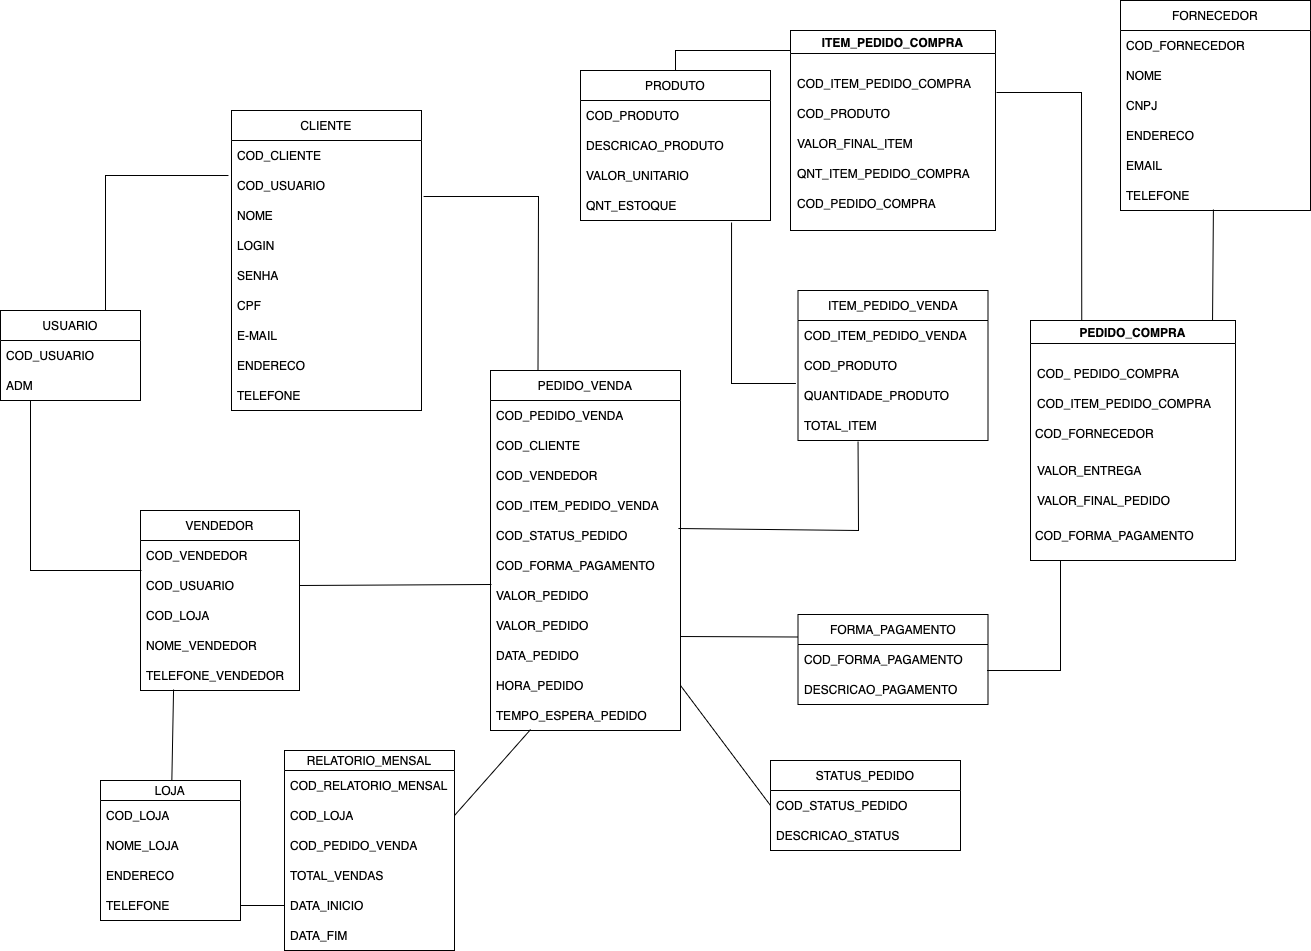 FORNECEDOR
COD_FORNECEDOR
NOME
CNPJ
ENDERECO
EMAIL
TELEFONE
ITEM_PEDIDO_COMPRA
COD_ITEM_PEDIDO_COMPRA
COD_PRODUTO
VALOR_FINAL_ITEM
QNT_ITEM_PEDIDO_COMPRA
COD_PEDIDO_COMPRA
PRODUTO
COD_PRODUTO
DESCRICAO_PRODUTO
VALOR_UNITARIO
QNT_ESTOQUE
CLIENTE
COD_CLIENTE
COD_USUARIO
NOME
LOGIN
SENHA
CPF
E-MAIL
ENDERECO
TELEFONE
USUARIO
COD_USUARIO
ADM
ITEM_PEDIDO_VENDA
COD_ITEM_PEDIDO_VENDA
COD_PRODUTO
QUANTIDADE_PRODUTO
TOTAL_ITEM
PEDIDO_COMPRA
COD_ PEDIDO_COMPRA
COD_ITEM_PEDIDO_COMPRA
COD_FORNECEDOR
VALOR_ENTREGA
VALOR_FINAL_PEDIDO
COD_FORMA_PAGAMENTO
PEDIDO_VENDA
COD_PEDIDO_VENDA
COD_CLIENTE
COD_VENDEDOR
COD_ITEM_PEDIDO_VENDA
COD_STATUS_PEDIDO
COD_FORMA_PAGAMENTO
VALOR_PEDIDO
VALOR_PEDIDO
DATA_PEDIDO
HORA_PEDIDO
TEMPO_ESPERA_PEDIDO
VENDEDOR
COD_VENDEDOR
COD_USUARIO
COD_LOJA
NOME_VENDEDOR
TELEFONE_VENDEDOR
FORMA_PAGAMENTO
COD_FORMA_PAGAMENTO
DESCRICAO_PAGAMENTO
RELATORIO_MENSAL
COD_RELATORIO_MENSAL
COD_LOJA
COD_PEDIDO_VENDA
TOTAL_VENDAS
DATA_INICIO
DATA_FIM
STATUS_PEDIDO
COD_STATUS_PEDIDO
DESCRICAO_STATUS
LOJA
COD_LOJA
NOME_LOJA
ENDERECO
TELEFONE